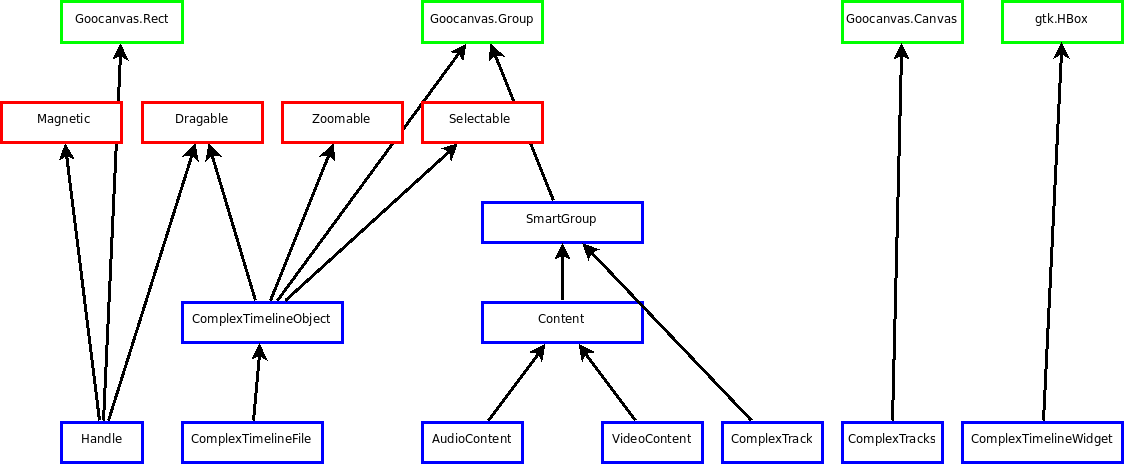 Goocanvas.Rect
Goocanvas.Group
Goocanvas.Canvas
gtk.HBox
Magnetic
Dragable
Zoomable
Selectable
SmartGroup
ComplexTimelineObject
Content
Handle
ComplexTimelineFile
AudioContent
VideoContent
ComplexTrack
ComplexTracks
ComplexTimelineWidget